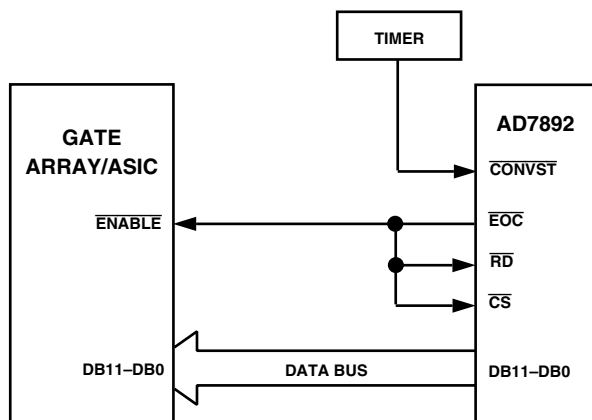 TIMER
GATE
ARRAY/ASIC
AD7892
CONVST
ENABLE
EOC
RD
CS
DB11–DB0
DATA BUS
DB11–DB0